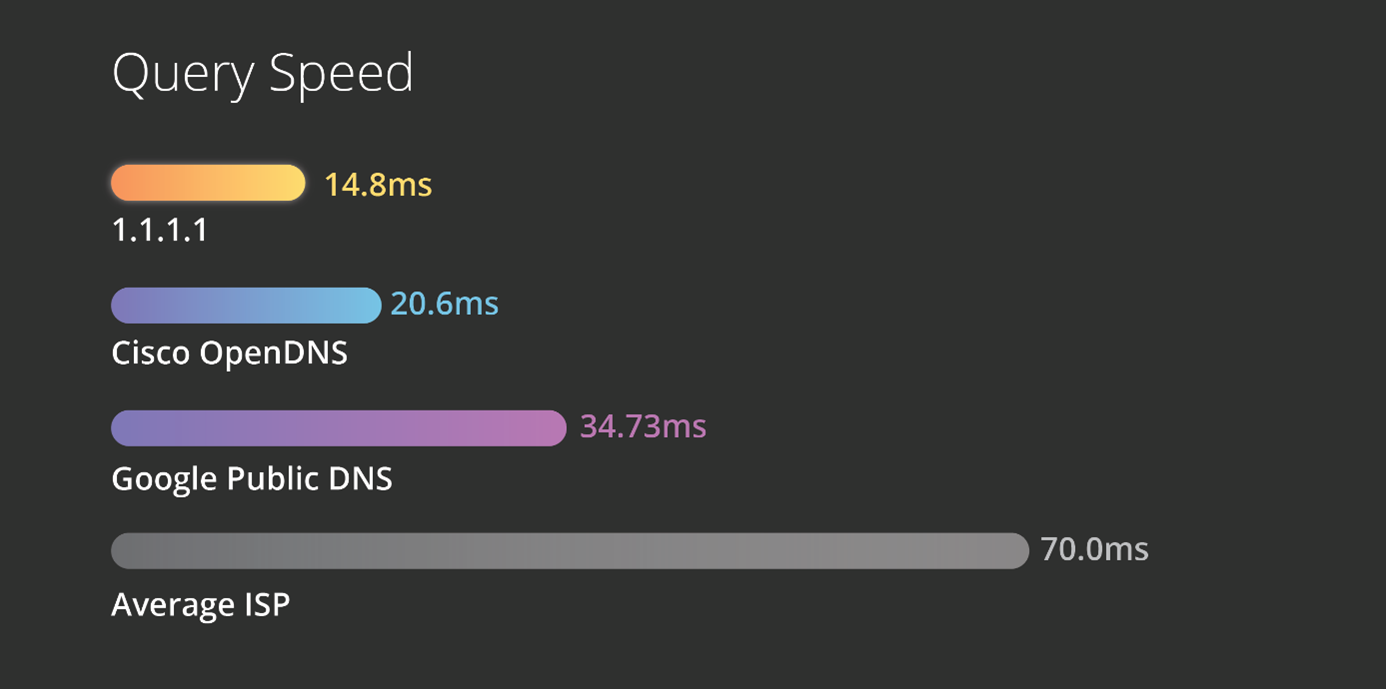 Query Speed
14.8ms
1.1.1.1
20.6ms
Cisco OpenDNS
34.73ms
Google Public DNS
70.0ms
Average ISP